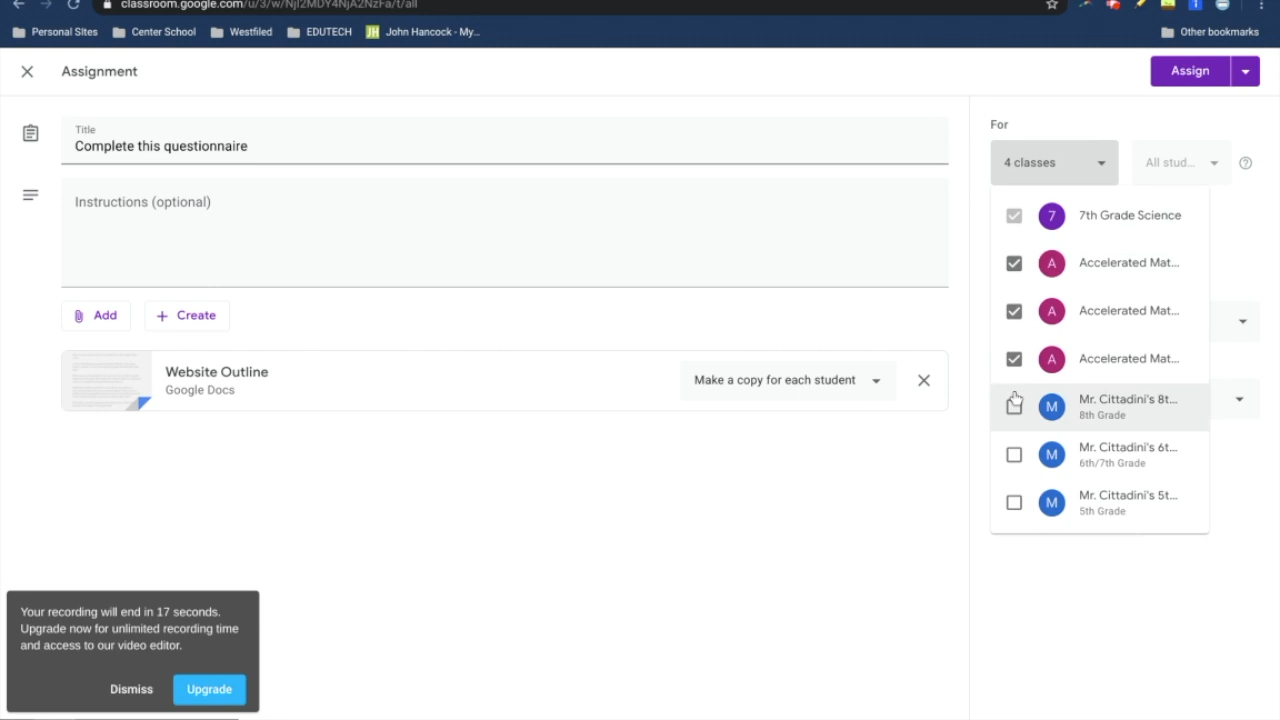 classroom.google.com/u/3/w/NjI2MDY4NjA2NzFa/t/all
Personal SItes
Center School
Westfiled
EDUTECH
JH
John Hancock - My...
Other bookmarks
Assignment
Assign
Title
Complete this questionnaire
Instructions (optional)
Add
Create
Website Outline
Google Docs
Make a copy for each student
For
4 classes
All stud...
7
7th Grade Science
A
Accelerated Mat...
A
Accelerated Mat...
A
Accelerated Mat...
M
Mr. Cittadini's 8t...
8th Grade
M
Mr. Cittadini's 6t...
6th/7th Grade
M
Mr. Cittadini's 5t...
5th Grade
Your recording will end in 17 seconds.
Upgrade now for unlimited recording time
and access to our video editor.
Dismiss
Upgrade